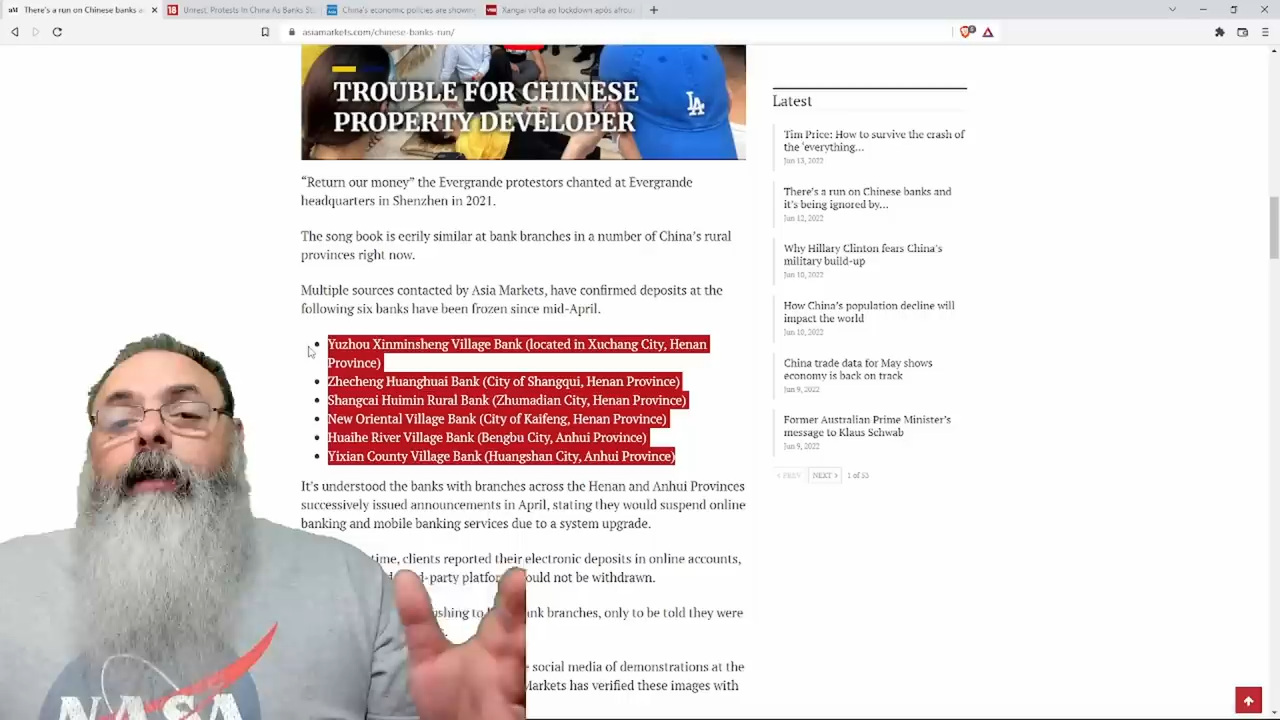 There's a run on Chinese banks a
Unrest, Protests In China As Banks St
China's economic policies are showin
Xangai volta ao lockdown após afrou
asiamarkets.com/chinese-banks-run/
TROUBLE FOR CHINESE
PROPERTY DEVELOPER
LA
“Return our money” the Evergrande protestors chanted at Evergrande
headquarters in Shenzhen in 2021.
The song book is eerily similar at bank branches in a number of China's rural
provinces right now.
Multiple sources contacted by Asia Markets, have confirmed deposits at the
following six banks have been frozen since mid-April.
• Yuzhou Xinminsheng Village Bank (located in Xuchang City, Henan
Province)
• Zhecheng Huanghuai Bank (City of Shangqui, Henan Province)
• Shangcai Huimin Rural Bank (Zhumadian City, Henan Province)
• New Oriental Village Bank (City of Kaifeng, Henan Province)
• Huaihe River Village Bank (Bengbu City, Anhui Province)
• Yixian County Village Bank (Huangshan City, Anhui Province)
It's understood the banks with branches across the Henan and Anhui Provinces
successively issued announcements in April, stating they would suspend online
banking and mobile banking services due to a system upgrade.
time, clients reported their electronic deposits in online accounts,
d-party platfor ould not be withdrawn.
shing to ank branches, only to be told they were
social media of demonstrations at the
Markets has verified these images with
NASA
Latest
Tim Price: How to survive the crash of
the 'everything...
Jun 13, 2022
There's a run on Chinese banks and
it's being ignored by...
Jun 12, 2022
Why Hillary Clinton fears China's
military build-up
Jun 10, 2022
How China's population decline will
impact the world
Jun 10, 2022
China trade data for May shows
economy is back on track
Jun 9, 2022
Former Australian Prime Minister's
message to Klaus Schwab
Jun 9, 2022
< PREV NEXT > 1 of 53